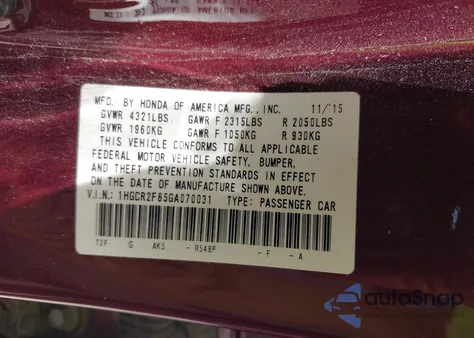 MFD. BY HONDA OF AMERICA MFG., INC. 11/15
GVWR 4321LBS GAWR F 2315LBS R 2050LBS
GVWR 1960KG GAWR F 1050KG R 930KG
THIS VEHICLE CONFORMS TO ALL APPLICABLE
FEDERAL MOTOR VEHICLE SAFETY, BUMPER,
AND THEFT PREVENTION STANDARDS IN EFFECT
ON THE DATE OF MANUFACTURE SHOWN ABOVE.
V.I.N.: 1HGCR2F85GA070031 TYPE: PASSENGER CAR
T2F G AK5 - R548P - F - A
autoSnap